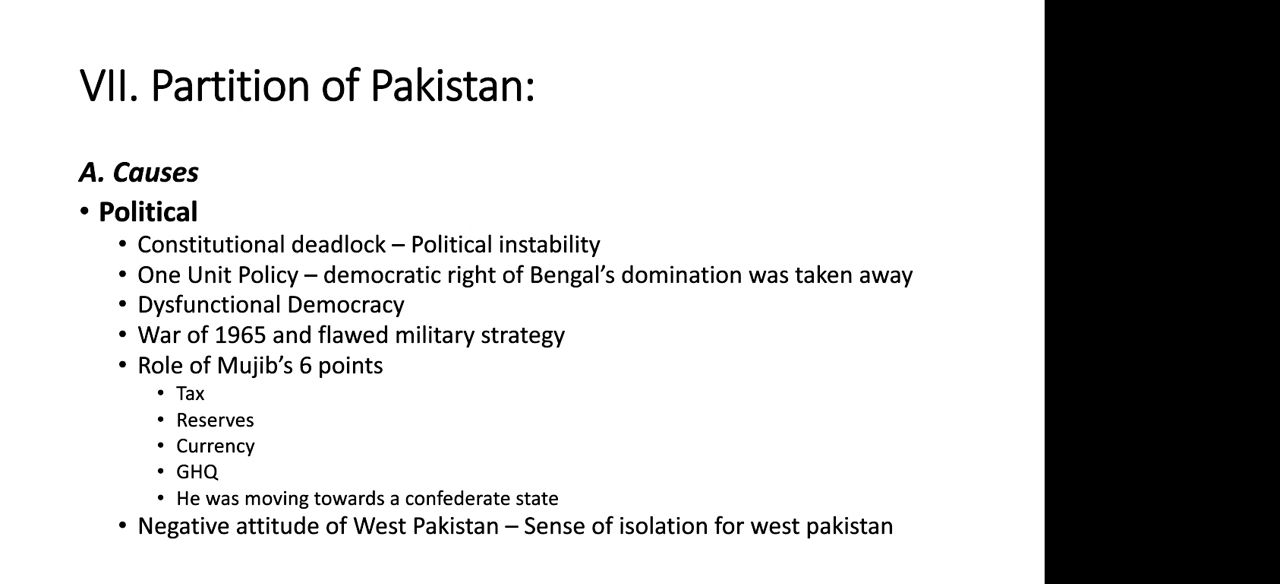 VII. Partition of Pakistan:
A. Causes
• Political
• Constitutional deadlock – Political instability
• One Unit Policy – democratic right of Bengal’s domination was taken away
• Dysfunctional Democracy
• War of 1965 and flawed military strategy
• Role of Mujib’s 6 points
• Tax
• Reserves
• Currency
• GHQ
• He was moving towards a confederate state
• Negative attitude of West Pakistan – Sense of isolation for west pakistan